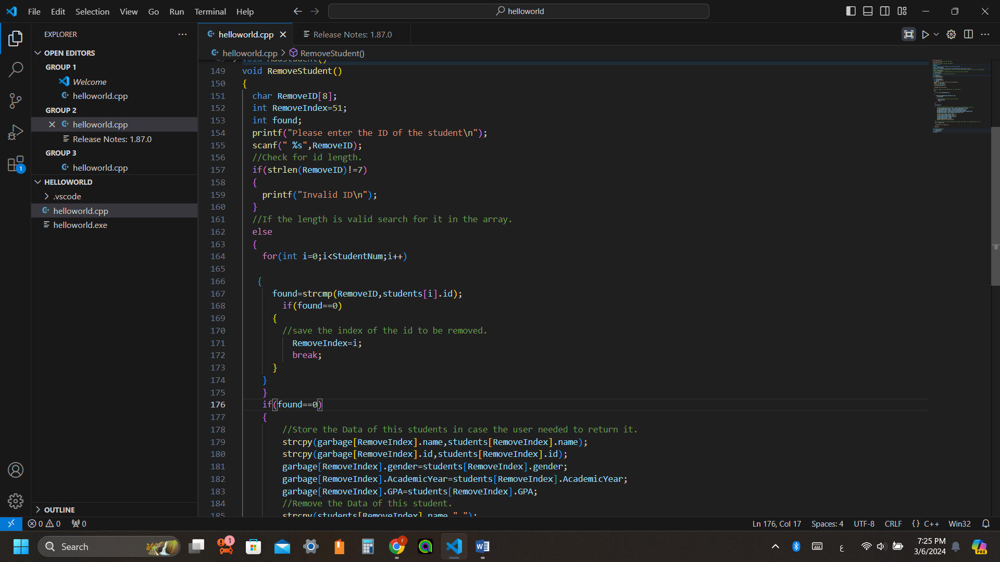 File Edit Selection View Go Run Terminal Help
helloworld
EXPLORER
OPEN EDITORS
GROUP 1
Welcome
helloworld.cpp
GROUP 2
helloworld.cpp
Release Notes: 1.87.0
GROUP 3
helloworld.cpp
HELLOWORLD
.vscode
helloworld.cpp
helloworld.exe
OUTLINE
1
helloworld.cpp Release Notes: 1.87.0
helloworld.cpp > RemoveStudent()
49 void AddStudent()
149 void RemoveStudent()
150 {
151 char RemoveID[8];
152 int RemoveIndex=51;
153 int found;
154 printf("Please enter the ID of the student\n");
155 scanf(" %s",RemoveID);
156 //Check for id length.
157 if(strlen(RemoveID)!=7)
158 {
159 printf("Invalid ID\n");
160 }
161 //If the length is valid search for it in the array.
162 else
163 {
164 for(int i=0;i<StudentNum;i++)
165
166 {
167 found=strcmp(RemoveID,students[i].id);
168 if(found==0)
169 {
170 //save the index of the id to be removed.
171 RemoveIndex=i;
172 break;
173 }
174 }
175 }
176 if(found==0)
177 {
178 //Store the Data of this students in case the user needed to return it.
179 strcpy(garbage[RemoveIndex].name,students[RemoveIndex].name);
180 strcpy(garbage[RemoveIndex].id,students[RemoveIndex].id);
181 garbage[RemoveIndex].gender=students[RemoveIndex].gender;
182 garbage[RemoveIndex].AcademicYear=students[RemoveIndex].AcademicYear;
183 garbage[RemoveIndex].GPA=students[RemoveIndex].GPA;
184 //Remove the Data of this student.
185 strcpy(students[RemoveIndex].name," ");
0 0 0
Ln 176, Col 17 Spaces: 4 UTF-8 CRLF {} C++ Win32
Search
1
ع
7:25 PM
3/6/2024
PRE